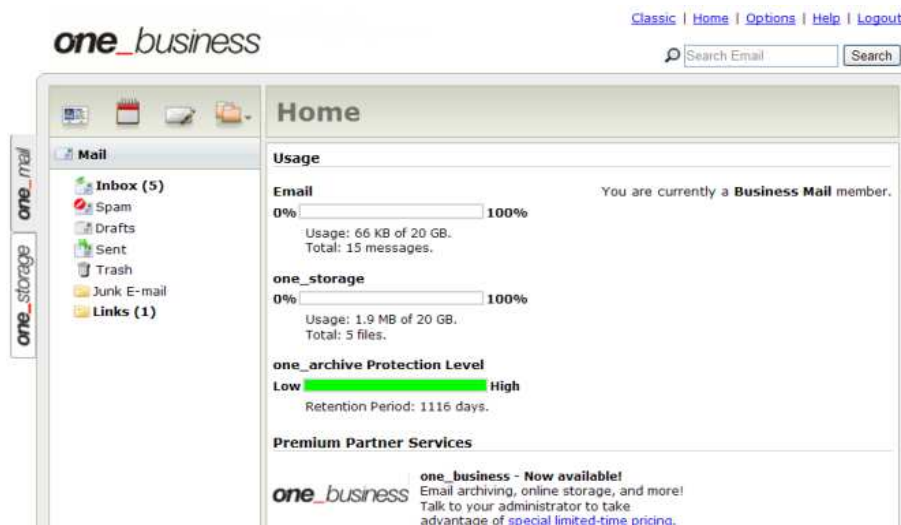 Classic | Home | Options | Help | Logout
one_business
Search Email
Search
Home
one_mail
one_storage
Mail
Inbox (5)
Spam
Drafts
Sent
Trash
Junk E-mail
Links (1)
Usage
Email
You are currently a Business Mail member.
0% 100%
Usage: 66 KB of 20 GB.
Total: 15 messages.
one_storage
0% 100%
Usage: 1.9 MB of 20 GB.
Total: 5 files.
one_archive Protection Level
Low High
Retention Period: 1116 days.
Premium Partner Services
one_business
one_business - Now available!
Email archiving, online storage, and more!
Talk to your administrator to take
advantage of special limited-time pricing.